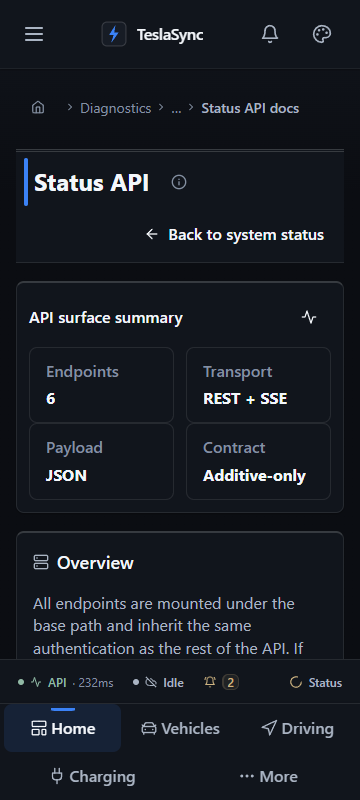 TeslaSync
Diagnostics ... Status API docs
Status API
Back to system status
API surface summary
Endpoints
6
Transport
REST + SSE
Payload
JSON
Contract
Additive-only
Overview
All endpoints are mounted under the
base path and inherit the same
authentication as the rest of the API. If
API · 232ms Idle 2 Status
Home Vehicles Driving
Charging More